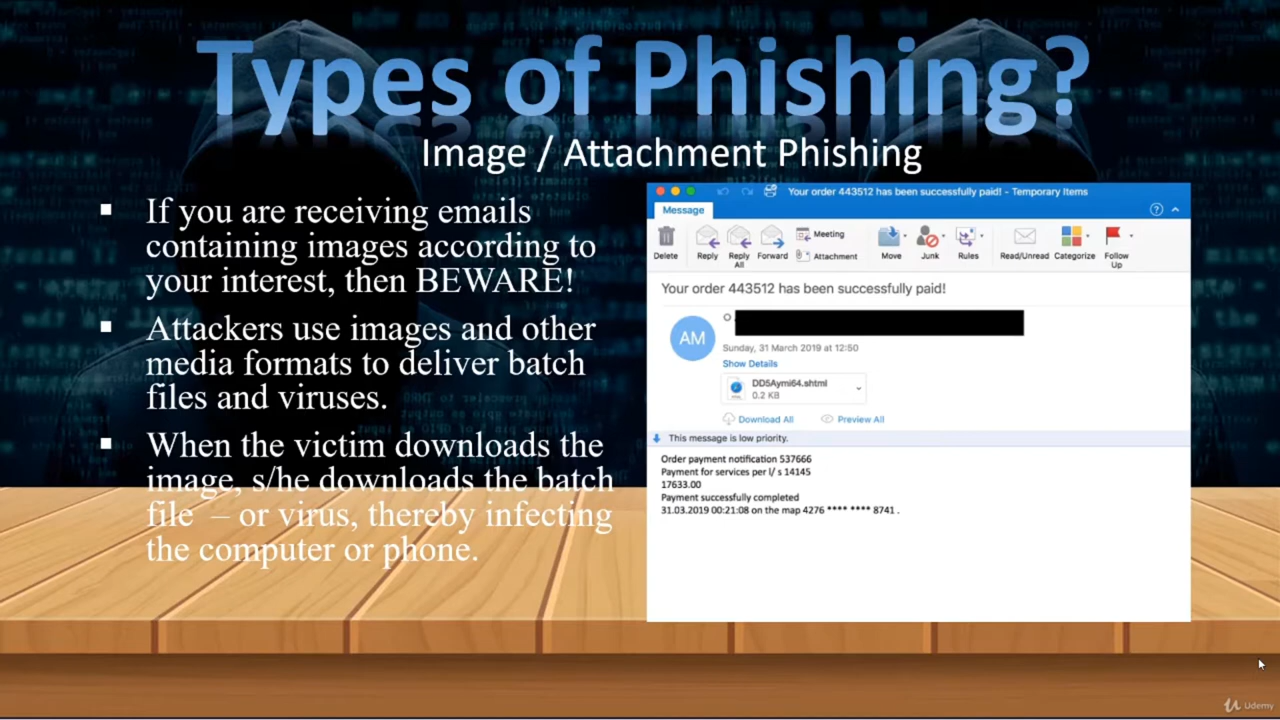 Types of Phishing?
Image / Attachment Phishing
▪ If you are receiving emails
containing images according to
your interest, then BEWARE!
▪ Attackers use images and other
media formats to deliver batch
files and viruses.
▪ When the victim downloads the
image, s/he downloads the batch
file – or virus, thereby infecting
the computer or phone.
Your order 443512 has been successfully paid! - Temporary Items
Message
Delete
Reply
Reply All
Forward
Meeting
Attachment
Move
Junk
Rules
Read/Unread
Categorize
Follow Up
Your order 443512 has been successfully paid!
AM
Sunday, 31 March 2019 at 12:50
Show Details
DD5Aymi64.shtml
0.2 KB
Download All
Preview All
This message is low priority.
Order payment notification 537666
Payment for services per l/ s 14145
17633.00
Payment successfully completed
31.03.2019 00:21:08 on the map 4276 **** **** 8741 .
Udemy